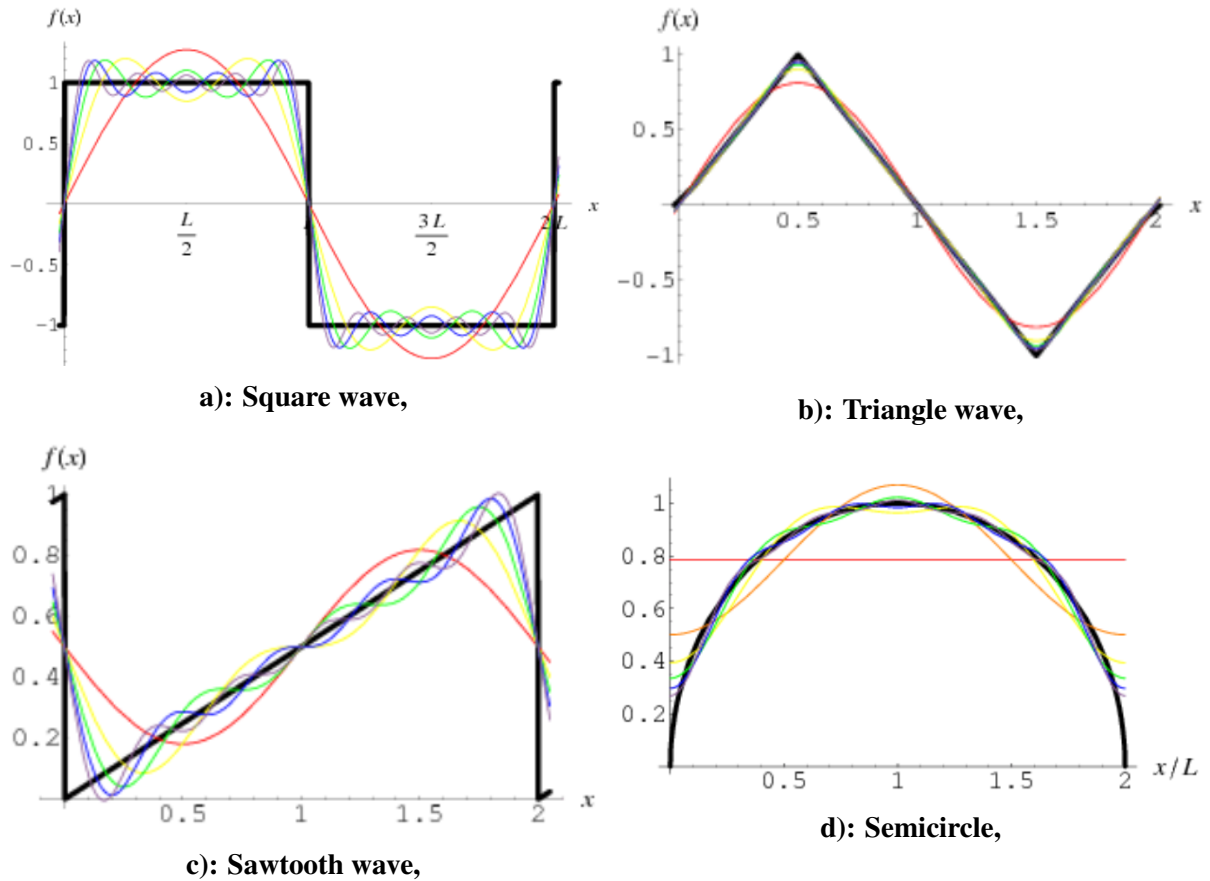 f(x)
1
0.5
-0.5
-1
L/2
3L/2
2L
x
a): Square wave,
f(x)
1
0.5
-0.5
-1
0.5
1
1.5
2
x
b): Triangle wave,
f(x)
1
0.8
0.6
0.4
0.2
0.5
1
1.5
2
x
c): Sawtooth wave,
1
0.8
0.6
0.4
0.2
0.5
1
1.5
2
x/L
d): Semicircle,